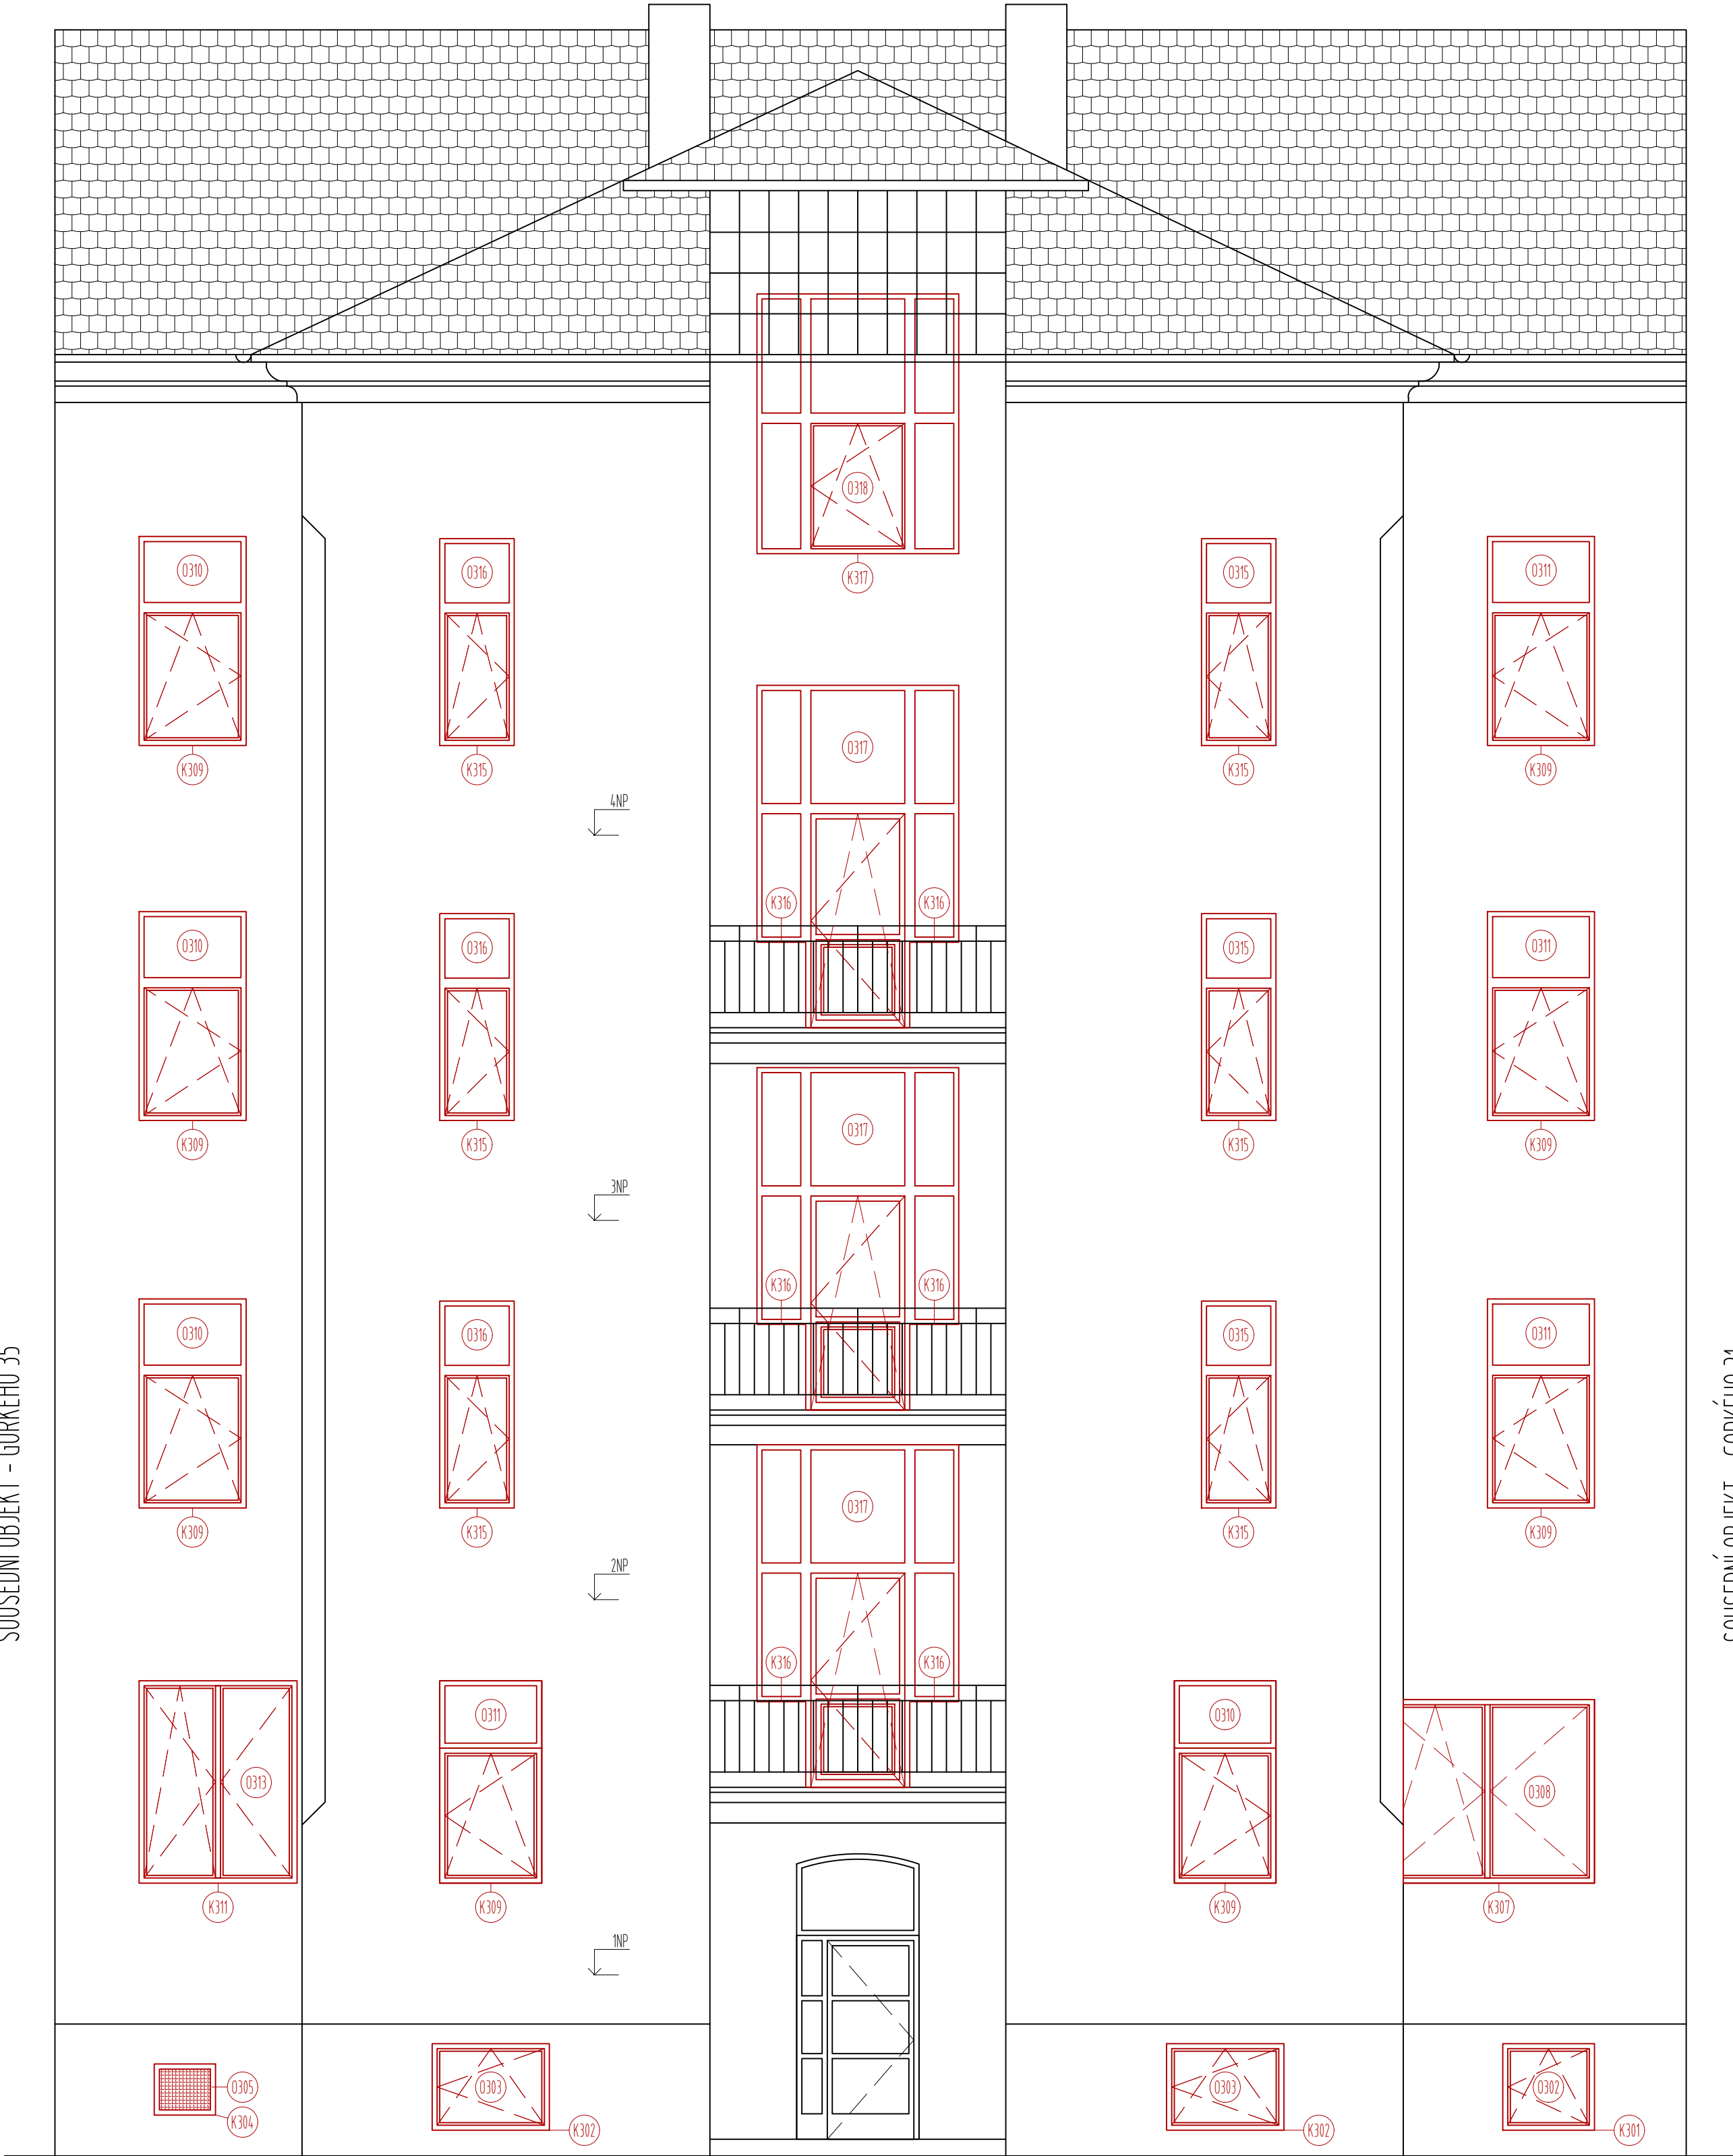 O318
O310
O316
O315
O311
K317
K309
K315
K315
K309
O317
4NP
K316
K316
O310
O316
O315
O311
O317
K309
K315
K315
K309
3NP
K316
K316
O310
O316
O315
O311
SOUSEDNÍ OBJEKT - GORKÉHO 35
O317
K309
K315
K315
K309
2NP
K316
K316
O311
O310
O313
O308
K311
K309
K309
K307
1NP
O305
O303
O303
O302
K304
K302
K302
K301